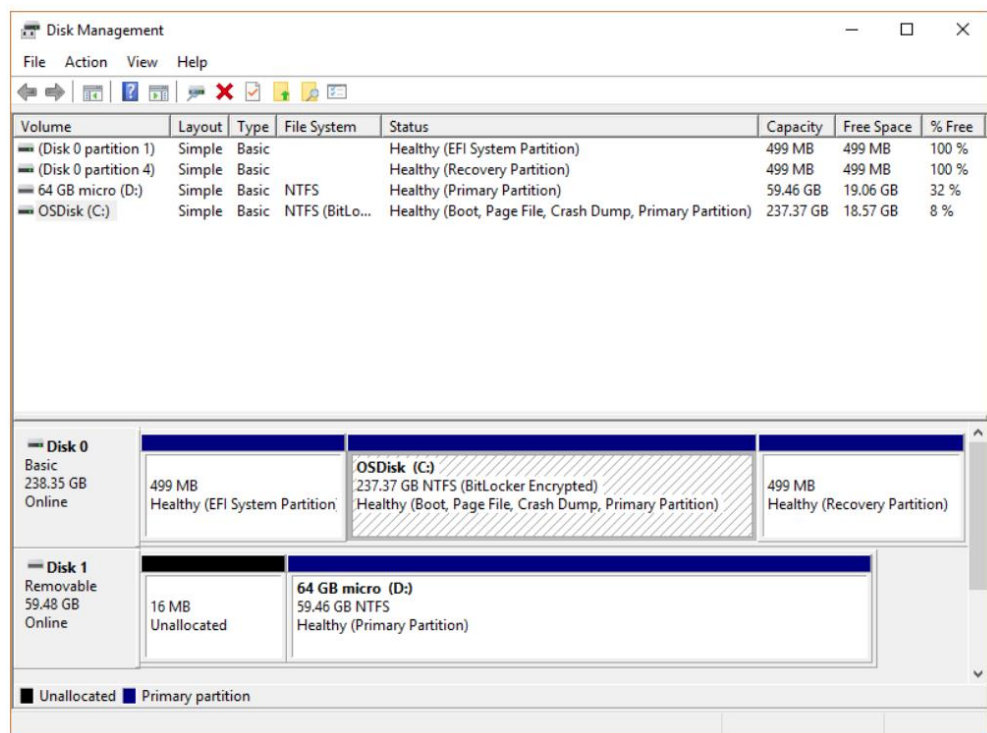 Disk Management
File Action View Help
Volume Layout Type File System Status Capacity Free Space % Free
(Disk 0 partition 1) Simple Basic Healthy (EFI System Partition) 499 MB 499 MB 100 %
(Disk 0 partition 4) Simple Basic Healthy (Recovery Partition) 499 MB 499 MB 100 %
64 GB micro (D:) Simple Basic NTFS Healthy (Primary Partition) 59.46 GB 19.06 GB 32 %
OSDisk (C:) Simple Basic NTFS (BitLo... Healthy (Boot, Page File, Crash Dump, Primary Partition) 237.37 GB 18.57 GB 8 %
Disk 0
Basic
238.35 GB
Online
499 MB
Healthy (EFI System Partition
OSDisk (C:)
237.37 GB NTFS (BitLocker Encrypted)
Healthy (Boot, Page File, Crash Dump, Primary Partition)
499 MB
Healthy (Recovery Partition)
Disk 1
Removable
59.48 GB
Online
16 MB
Unallocated
64 GB micro (D:)
59.46 GB NTFS
Healthy (Primary Partition)
Unallocated Primary partition